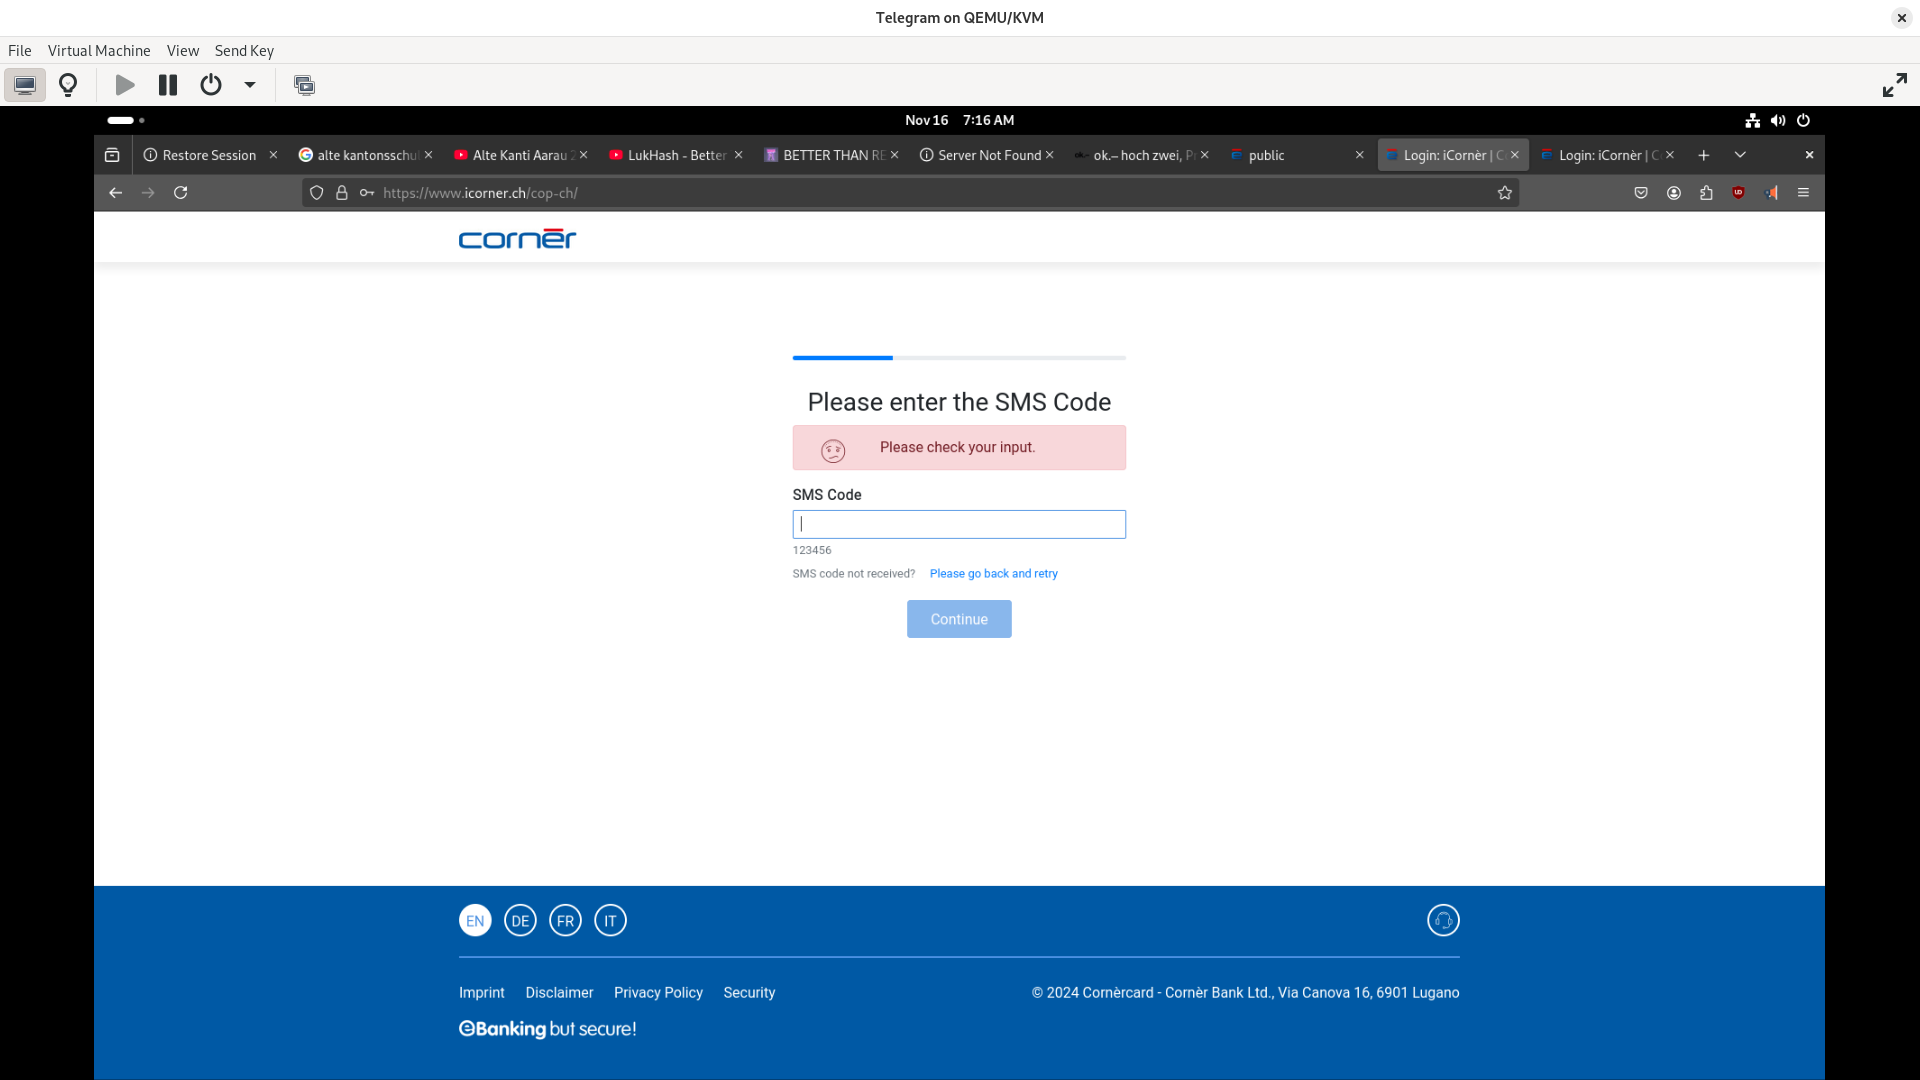 Telegram on QEMU/KVM
File Virtual Machine View Send Key
Nov 16 7:16 AM
Restore Session alte kantonsschul Alte Kanti Aarau 2 LukHash - Better BETTER THAN RE Server Not Found ok.– hoch zwei, P public Login: iCornèr | C Login: iCornèr | C
https://www.icorner.ch/cop-ch/
cornèr
Please enter the SMS Code
Please check your input.
SMS Code
123456
SMS code not received? Please go back and retry
Continue
EN DE FR IT
Imprint Disclaimer Privacy Policy Security © 2024 Cornèrcard - Cornèr Bank Ltd., Via Canova 16, 6901 Lugano
eBanking but secure!